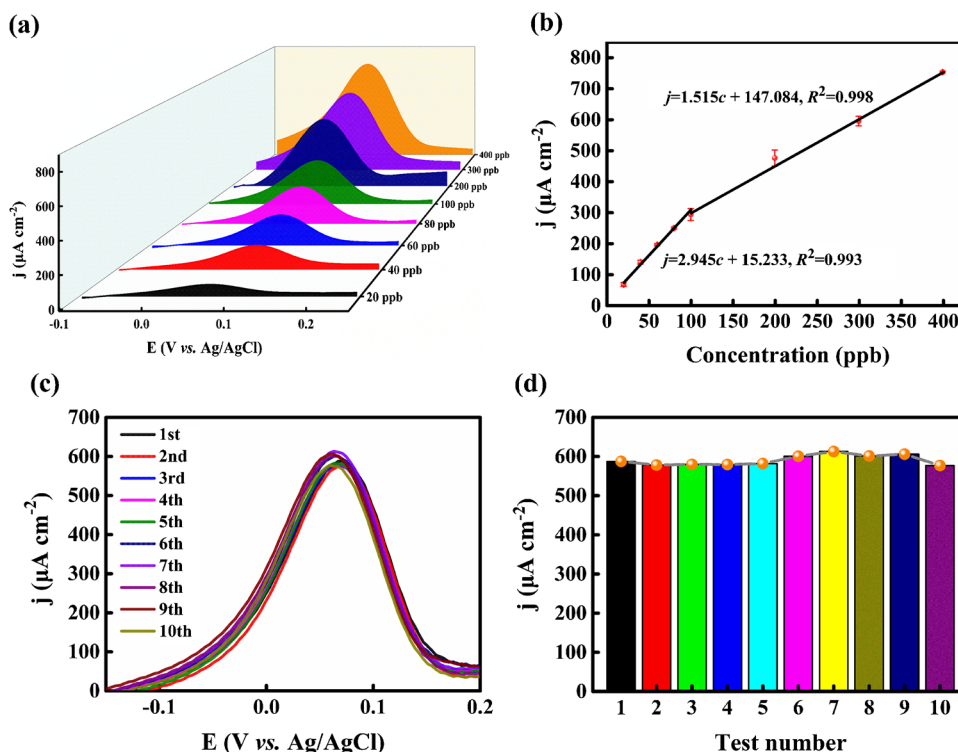 (a)
j (µA cm⁻²)
800
600
400
200
0
-0.1
0.0
0.1
0.2
E (V vs. Ag/AgCl)
400 ppb
300 ppb
200 ppb
100 ppb
80 ppb
60 ppb
40 ppb
20 ppb
(b)
j (µA cm⁻²)
800
700
600
500
400
300
200
100
0
j=1.515c + 147.084, R²=0.998
j=2.945c + 15.233, R²=0.993
0 50 100 200 300 400
Concentration (ppb)
(c)
j (µA cm⁻²)
700
600
500
400
300
200
100
0
1st
2nd
3rd
4th
5th
6th
7th
8th
9th
10th
-0.1 0.0 0.1 0.2
E (V vs. Ag/AgCl)
(d)
j (µA cm⁻²)
700
600
500
400
300
200
100
0
1 2 3 4 5 6 7 8 9 10
Test number